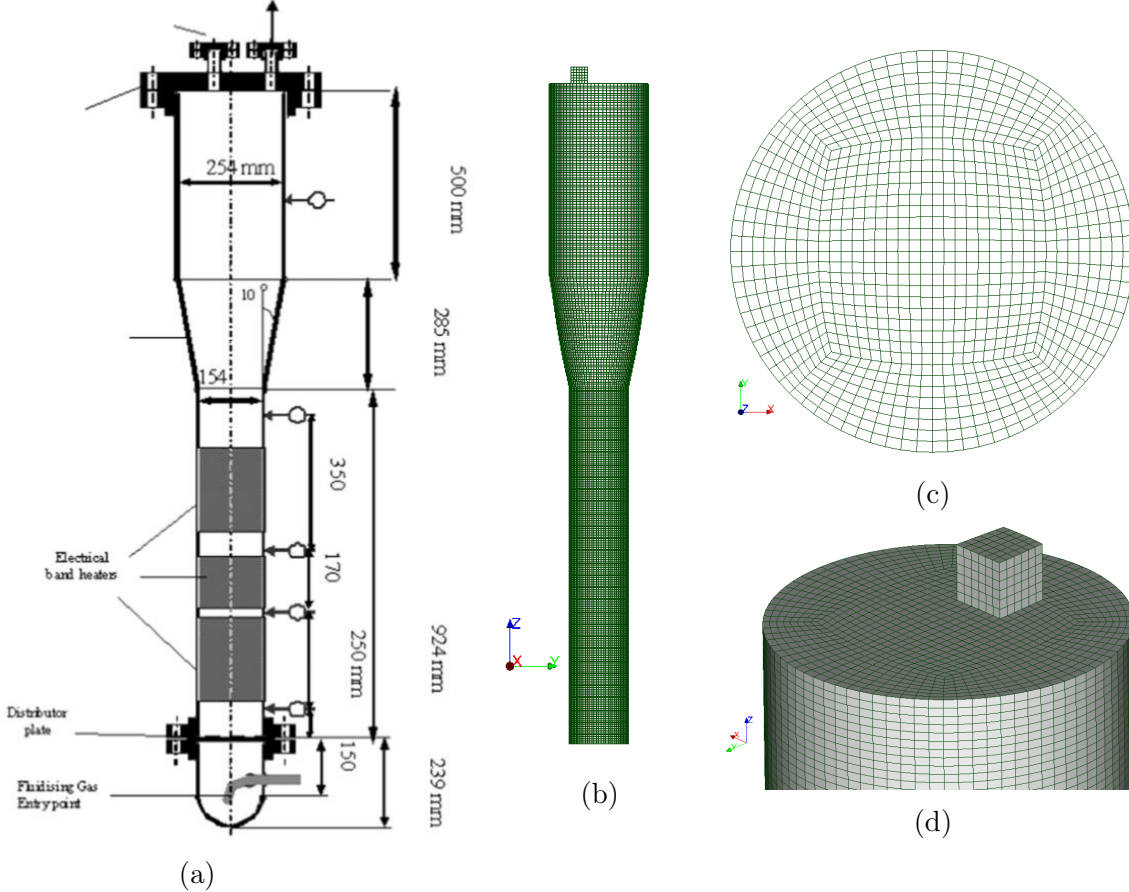 254 mm
500 mm
10
285 mm
154
350
170
Electrical
band heaters
250 mm
924 mm
Distributor
plate
150
239 mm
Fluidising Gas
Entry point
(a)
Z
X
Y
(b)
Y
Z
X
(c)
Z
X
Y
(d)